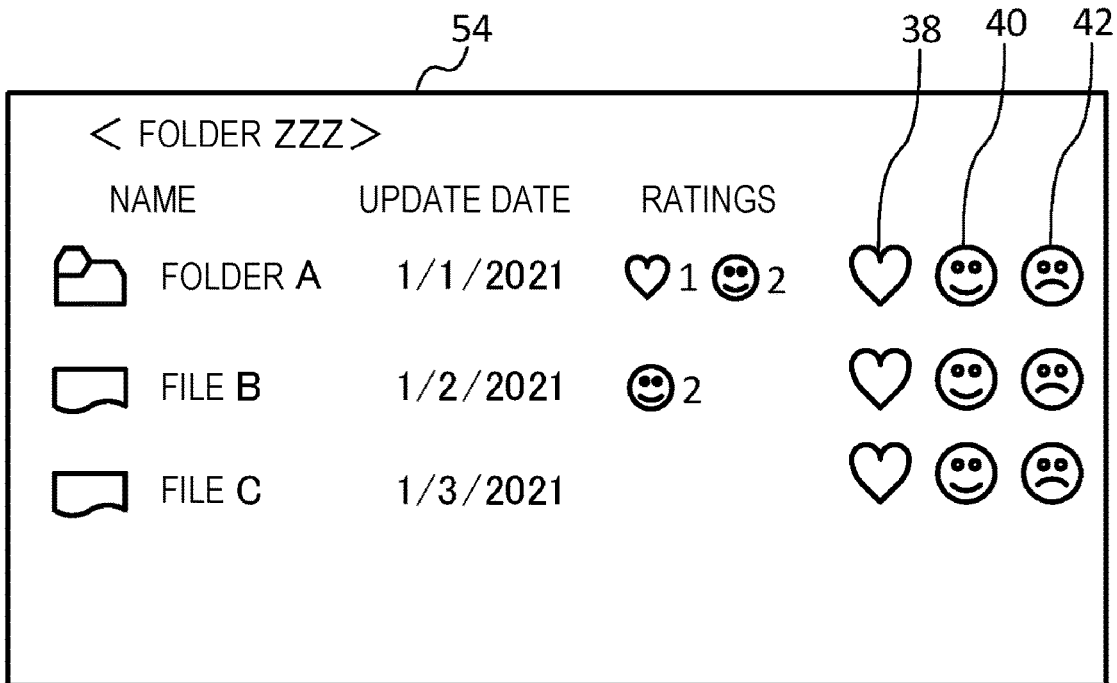 54 38 40 42
< FOLDER ZZZ >
NAME UPDATE DATE RATINGS
FOLDER A 1/1/2021 1 2
FILE B 1/2/2021 2
FILE C 1/3/2021